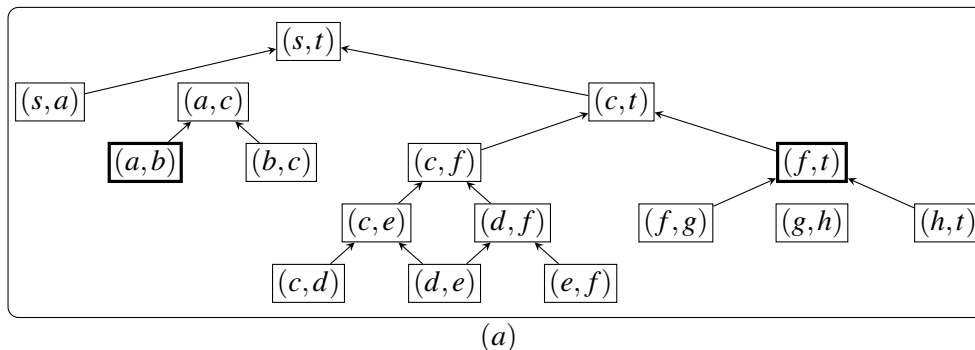 (s,t)
(s,a) (a,c) (c,t)
(a,b) (b,c) (c,f) (f,t)
(c,e) (d,f) (f,g) (g,h) (h,t)
(c,d) (d,e) (e,f)
(a)